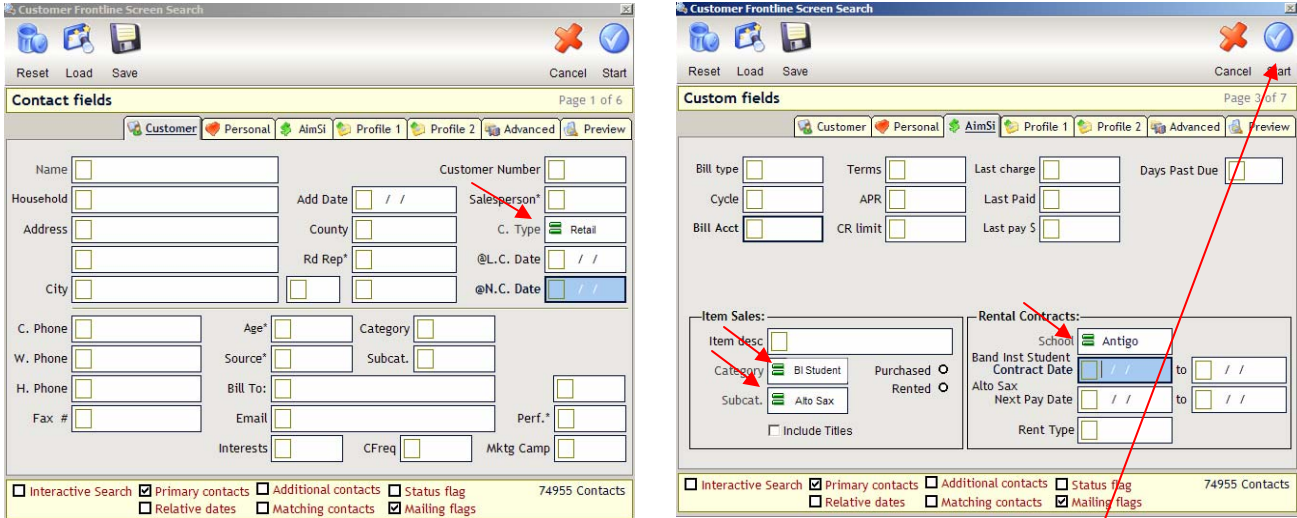 Customer Frontline Screen Search
Reset Load Save Cancel Start
Contact fields Page 1 of 6
Customer Personal AimSi Profile 1 Profile 2 Advanced Preview
Name Customer Number
Household Add Date / / Salesperson*
Address County C. Type Retail
Rd Rep* @L.C. Date / /
City @N.C. Date / /
C. Phone Age* Category
W. Phone Source* Subcat.
H. Phone Bill To:
Fax # Email Perf.*
Interests CFreq Mktg Camp
Interactive Search Primary contacts Additional contacts Status flag 74955 Contacts
Relative dates Matching contacts Mailing flags
Customer Frontline Screen Search
Reset Load Save Cancel Start
Custom fields Page 3 of 7
Customer Personal AimSi Profile 1 Profile 2 Advanced Preview
Bill type Terms Last charge Days Past Due
Cycle APR Last Paid
Bill Acct CR limit Last pay $
Item Sales:
Item desc
Category BI Student Purchased
Rented
Subcat. Alto Sax
Include Titles
Rental Contracts:
School Antigo
Band Inst Student
Contract Date / / to / /
Alto Sax
Next Pay Date / / to / /
Rent Type
Interactive Search Primary contacts Additional contacts Status flag 74955 Contacts
Relative dates Matching contacts Mailing flags